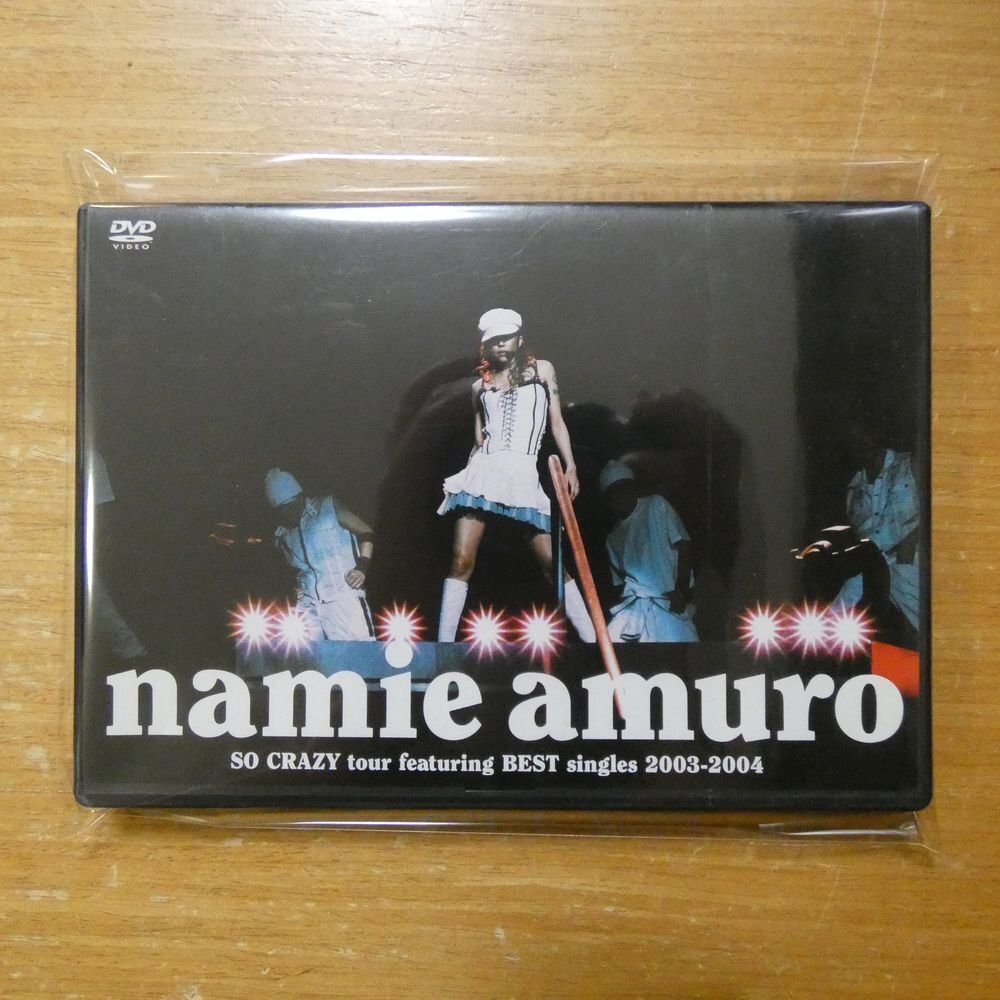 DVD
VIDEO
namie amuro
SO CRAZY tour featuring BEST singles 2003-2004